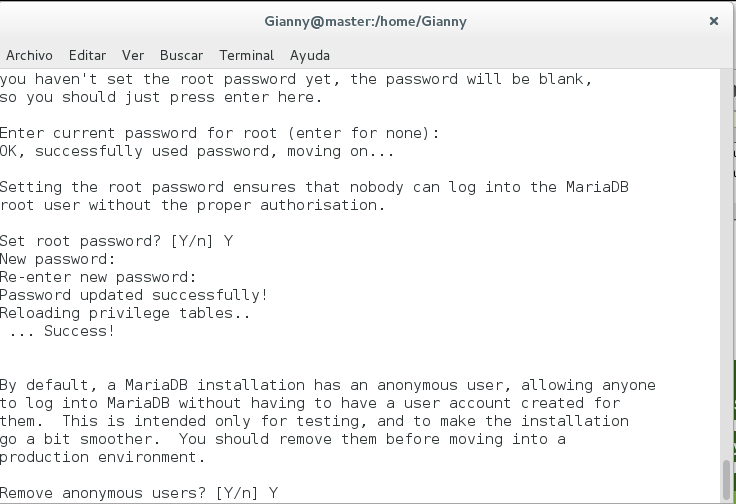 Gianny@master:/home/Gianny
Archivo Editar Ver Buscar Terminal Ayuda
you haven't set the root password yet, the password will be blank,
so you should just press enter here.
Enter current password for root (enter for none):
OK, successfully used password, moving on...
Setting the root password ensures that nobody can log into the MariaDB
root user without the proper authorisation.
Set root password? [Y/n] Y
New password:
Re-enter new password:
Password updated successfully!
Reloading privilege tables..
 ... Success!
By default, a MariaDB installation has an anonymous user, allowing anyone
to log into MariaDB without having to have a user account created for
them.  This is intended only for testing, and to make the installation
go a bit smoother.  You should remove them before moving into a
production environment.
Remove anonymous users? [Y/n] Y